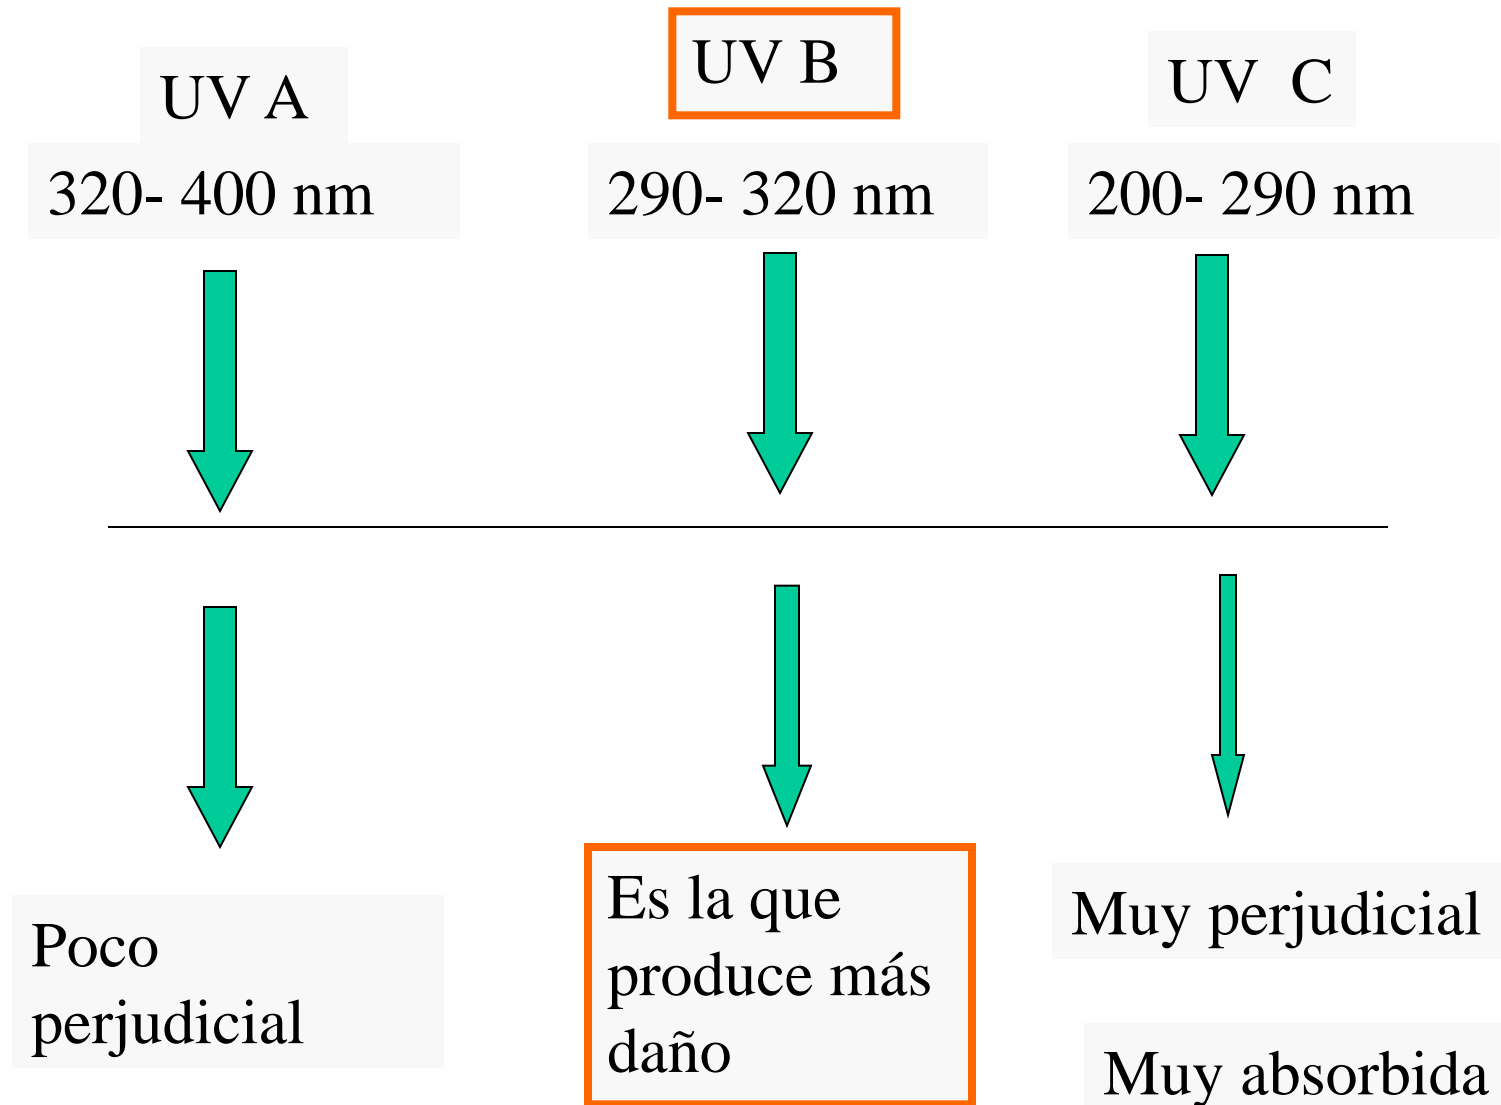 UV A
UV B
UV C
320- 400 nm
290- 320 nm
200- 290 nm
Poco
perjudicial
Es la que
produce más
daño
Muy perjudicial
Muy absorbida